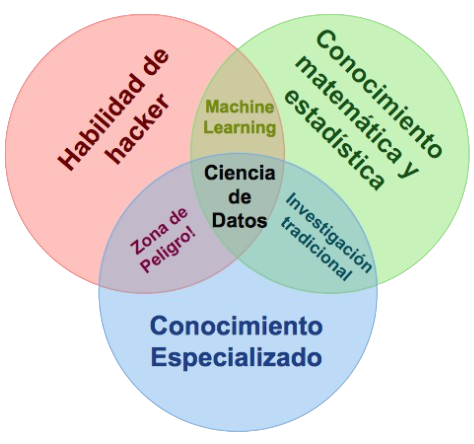 Habilidad de
hacker
Conocimiento
matemática y
estadística
Machine
Learning
Ciencia
de
Datos
Zona de
Peligro!
Investigación
tradicional
Conocimiento
Especializado